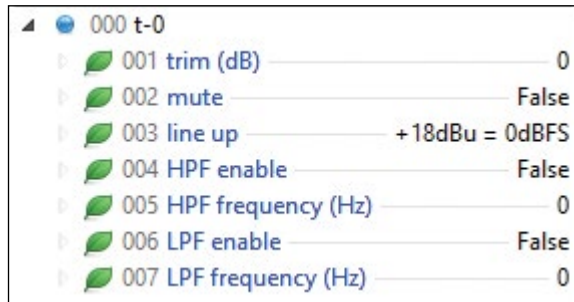 000 t-0
001 trim (dB) 0
002 mute False
003 line up +18dBu = 0dBFS
004 HPF enable False
005 HPF frequency (Hz) 0
006 LPF enable False
007 LPF frequency (Hz) 0